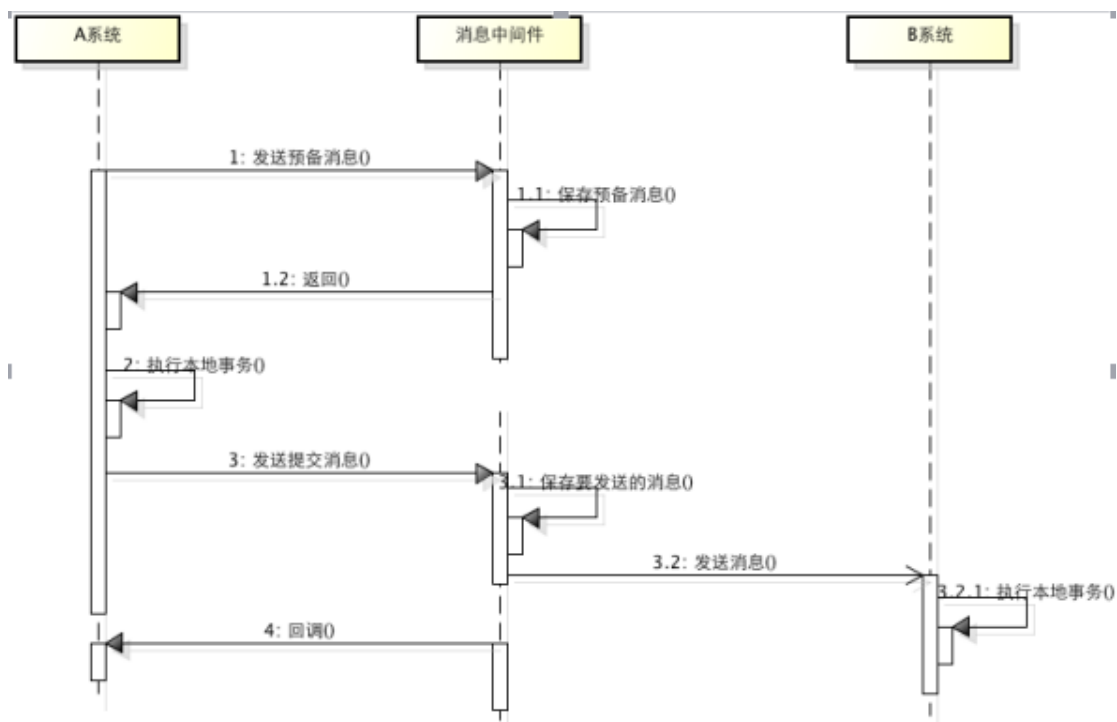 A系统
消息中间件
B系统
1: 发送预备消息()
1.1: 保存预备消息()
1.2: 返回()
2: 执行本地事务()
3: 发送提交消息()
3.1: 保存要发送的消息()
3.2: 发送消息()
3.2.1: 执行本地事务()
4: 回调()